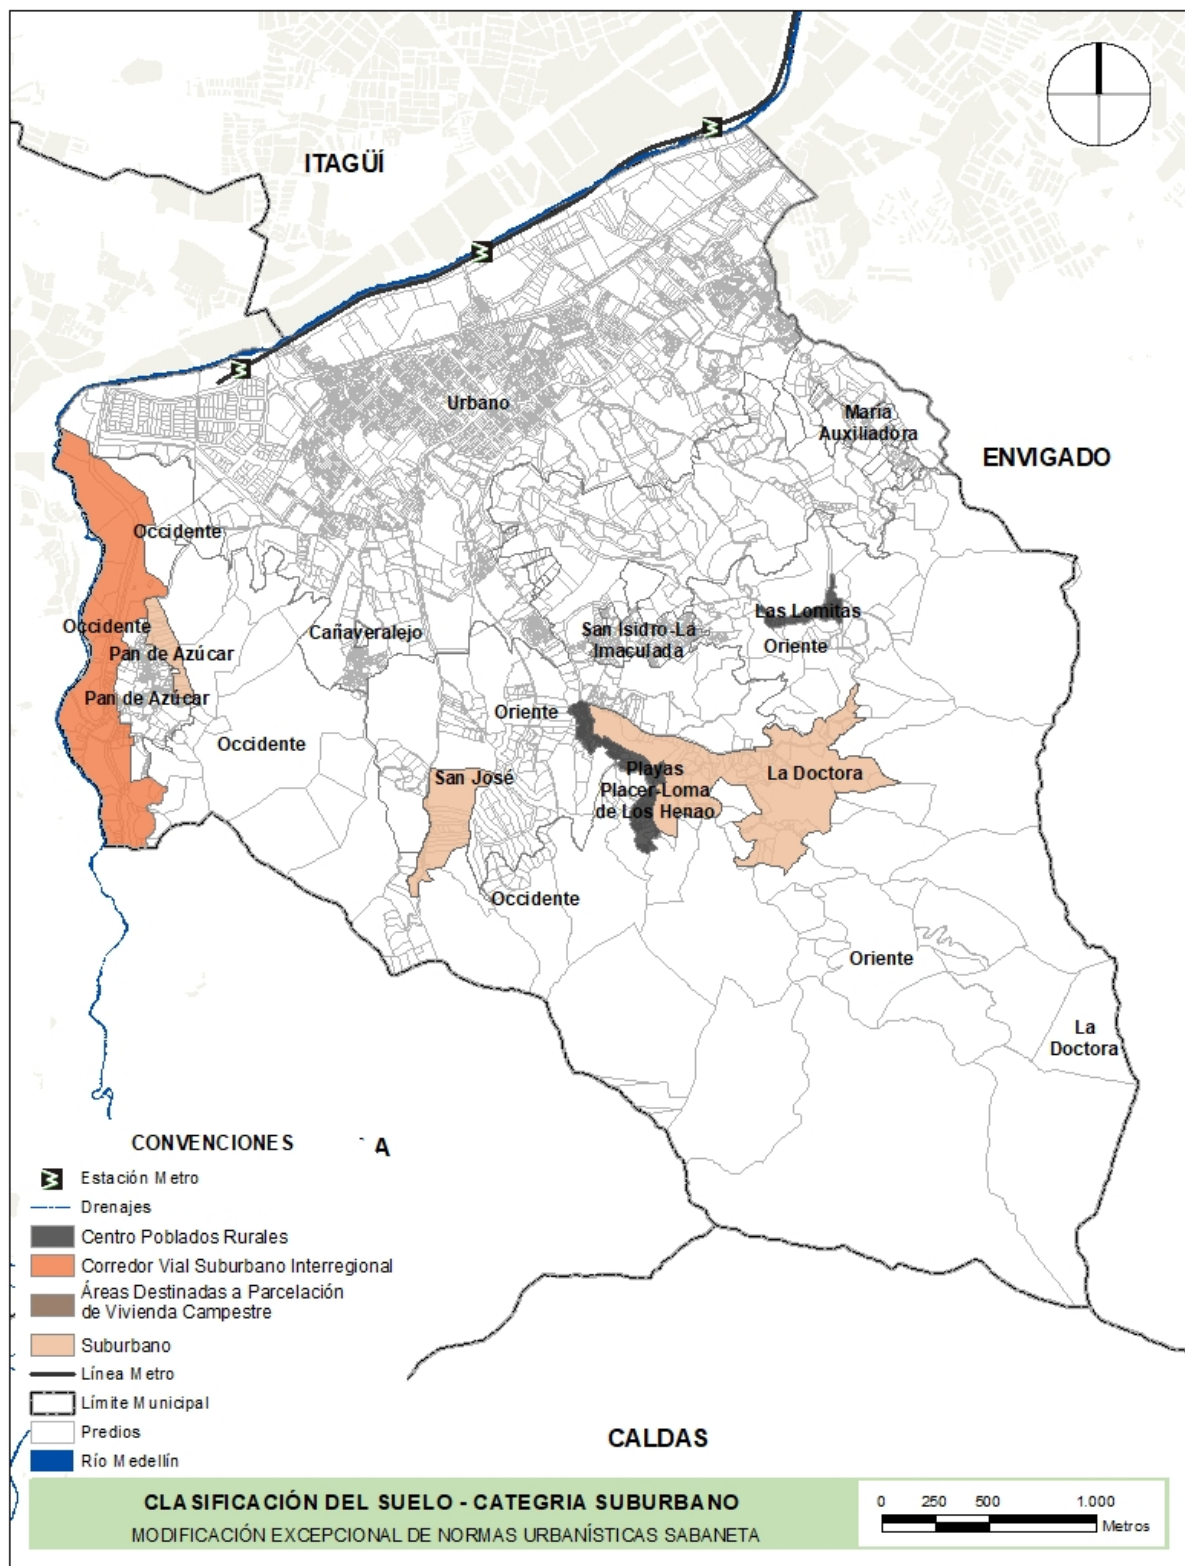 ITAGÜÍ
Urbano
María
Auxiliadora
ENVIGADO
Occidente
Las Lomitas
Occidente
Cañaveralejo
San Isidro-La
Imaculada
Oriente
Pan de Azúcar
Pan de Azúcar
Oriente
Occidente
San José
Playas
Placer-Loma
de Los Henao
La Doctora
Occidente
Oriente
La
Doctora
CONVENCIONES
A
Estación Metro
Drenajes
Centro Poblados Rurales
Corredor Vial Suburbano Interregional
Áreas Destinadas a Parcelación
de Vivienda Campestre
Suburbano
Línea Metro
Límite Municipal
Predios
Río Medellín
CALDAS
CLASIFICACIÓN DEL SUELO - CATEGRIA SUBURBANO
MODIFICACIÓN EXCEPCIONAL DE NORMAS URBANÍSTICAS SABANETA
0 250 500 1.000
Metros